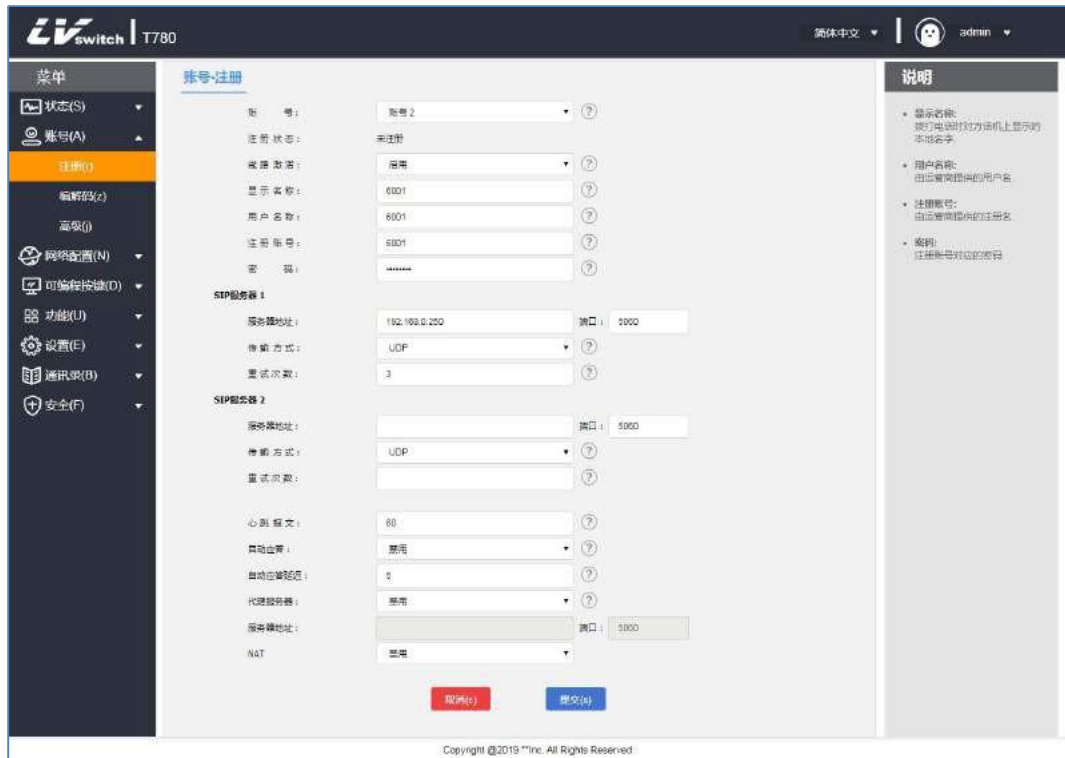 LVswitch T780
简体中文
admin
菜单
状态(S)
账号(A)
注册(r)
编解码(z)
高级(j)
网络配置(N)
可编程按键(D)
功能(U)
设置(E)
通讯录(B)
安全(F)
账号-注册
账 号: 账号2
注册状态: 未注册
线路激活: 启用
显示名称: 6001
用户名称: 6001
注册账号: 6001
密 码: ••••••••
SIP服务器 1
服务器地址: 192.168.0.250 端口: 5060
传输方式: UDP
重试次数: 3
SIP服务器 2
服务器地址: 端口: 5060
传输方式: UDP
重试次数:
心跳报文: 60
自动应答: 禁用
自动应答延迟: 
代理服务器: 禁用
服务器地址: 端口: 5060
NAT 禁用
取消(c)
提交(s)
说明
显示名称:
拨打电话时对方话机上显示的
本地名字
用户名称:
由运营商提供的用户名
注册账号:
由运营商提供的注册名
密码:
注册账号对应的密码
Copyright @2019 **Inc. All Rights Reserved